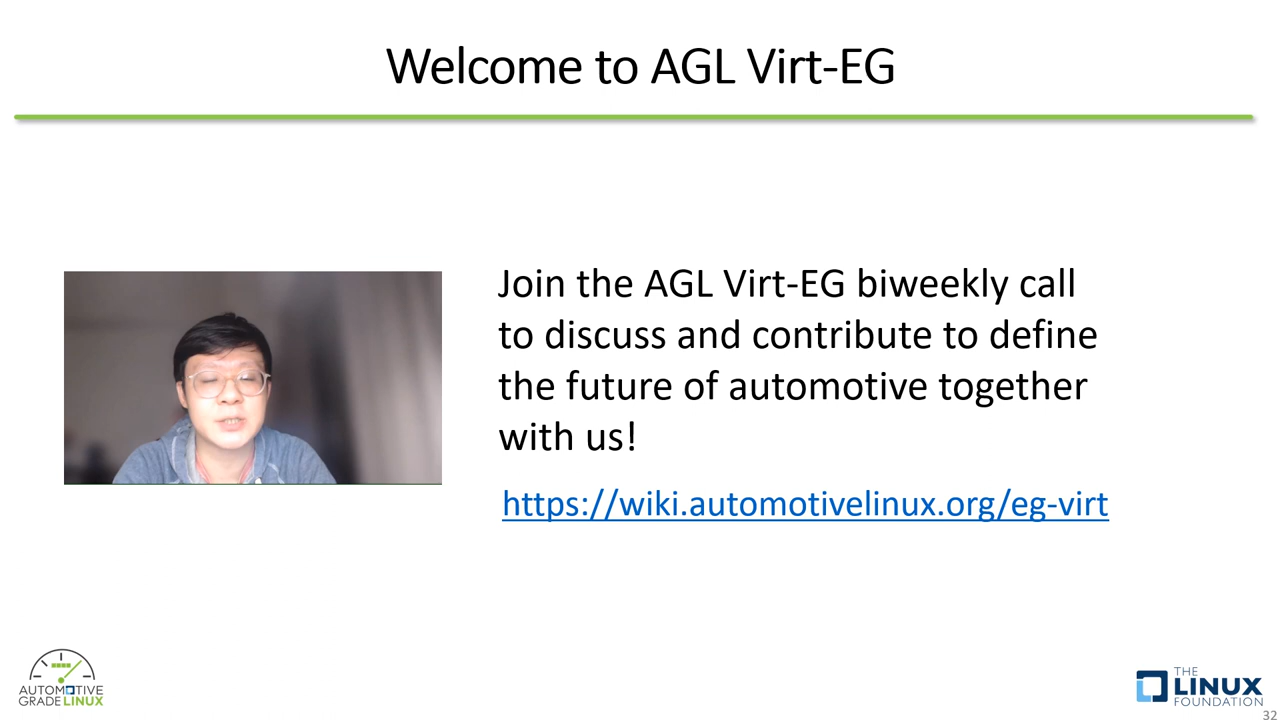 Welcome to AGL Virt-EG
Join the AGL Virt-EG biweekly call
to discuss and contribute to define
the future of automotive together
with us!
https://wiki.automotivelinux.org/eg-virt
AUTOMOTIVE
GRADE LINUX
THE
LINUX
FOUNDATION
32